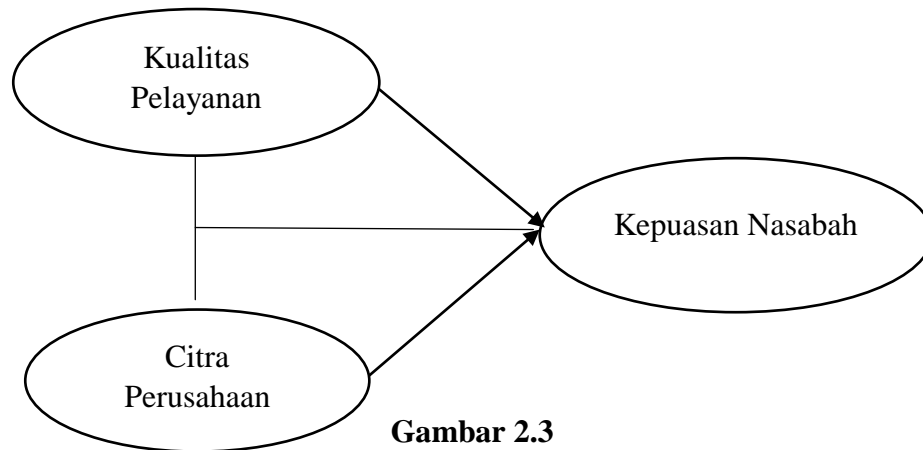 Kualitas
Pelayanan
Kepuasan Nasabah
Citra
Perusahaan
Gambar 2.3